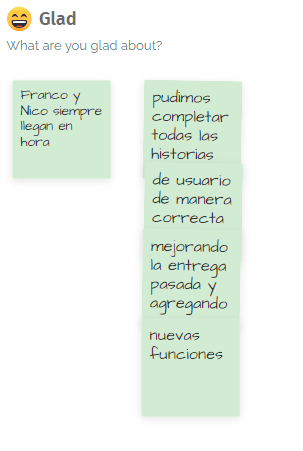 Glad
What are you glad about?
Franco y
Nico siempre
llegan en
hora
pudimos
completar
todas las
historias
de usuario
de manera
correcta
mejorando
la entrega
pasada y
agregando
nuevas
funciones